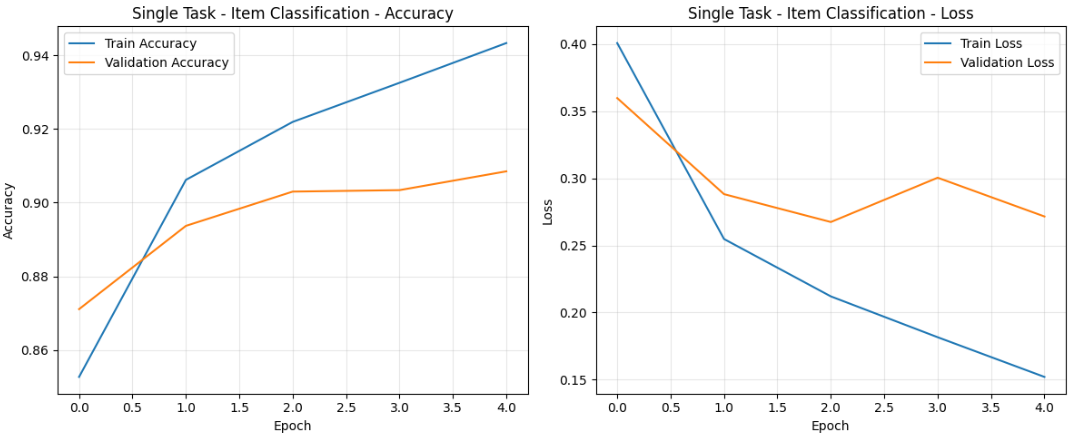 Single Task - Item Classification - Accuracy
Train Accuracy
Validation Accuracy
0.94
0.92
0.90
0.88
0.86
Accuracy
0.0 0.5 1.0 1.5 2.0 2.5 3.0 3.5 4.0
Epoch
Single Task - Item Classification - Loss
Train Loss
Validation Loss
0.40
0.35
0.30
0.25
0.20
0.15
Loss
0.0 0.5 1.0 1.5 2.0 2.5 3.0 3.5 4.0
Epoch